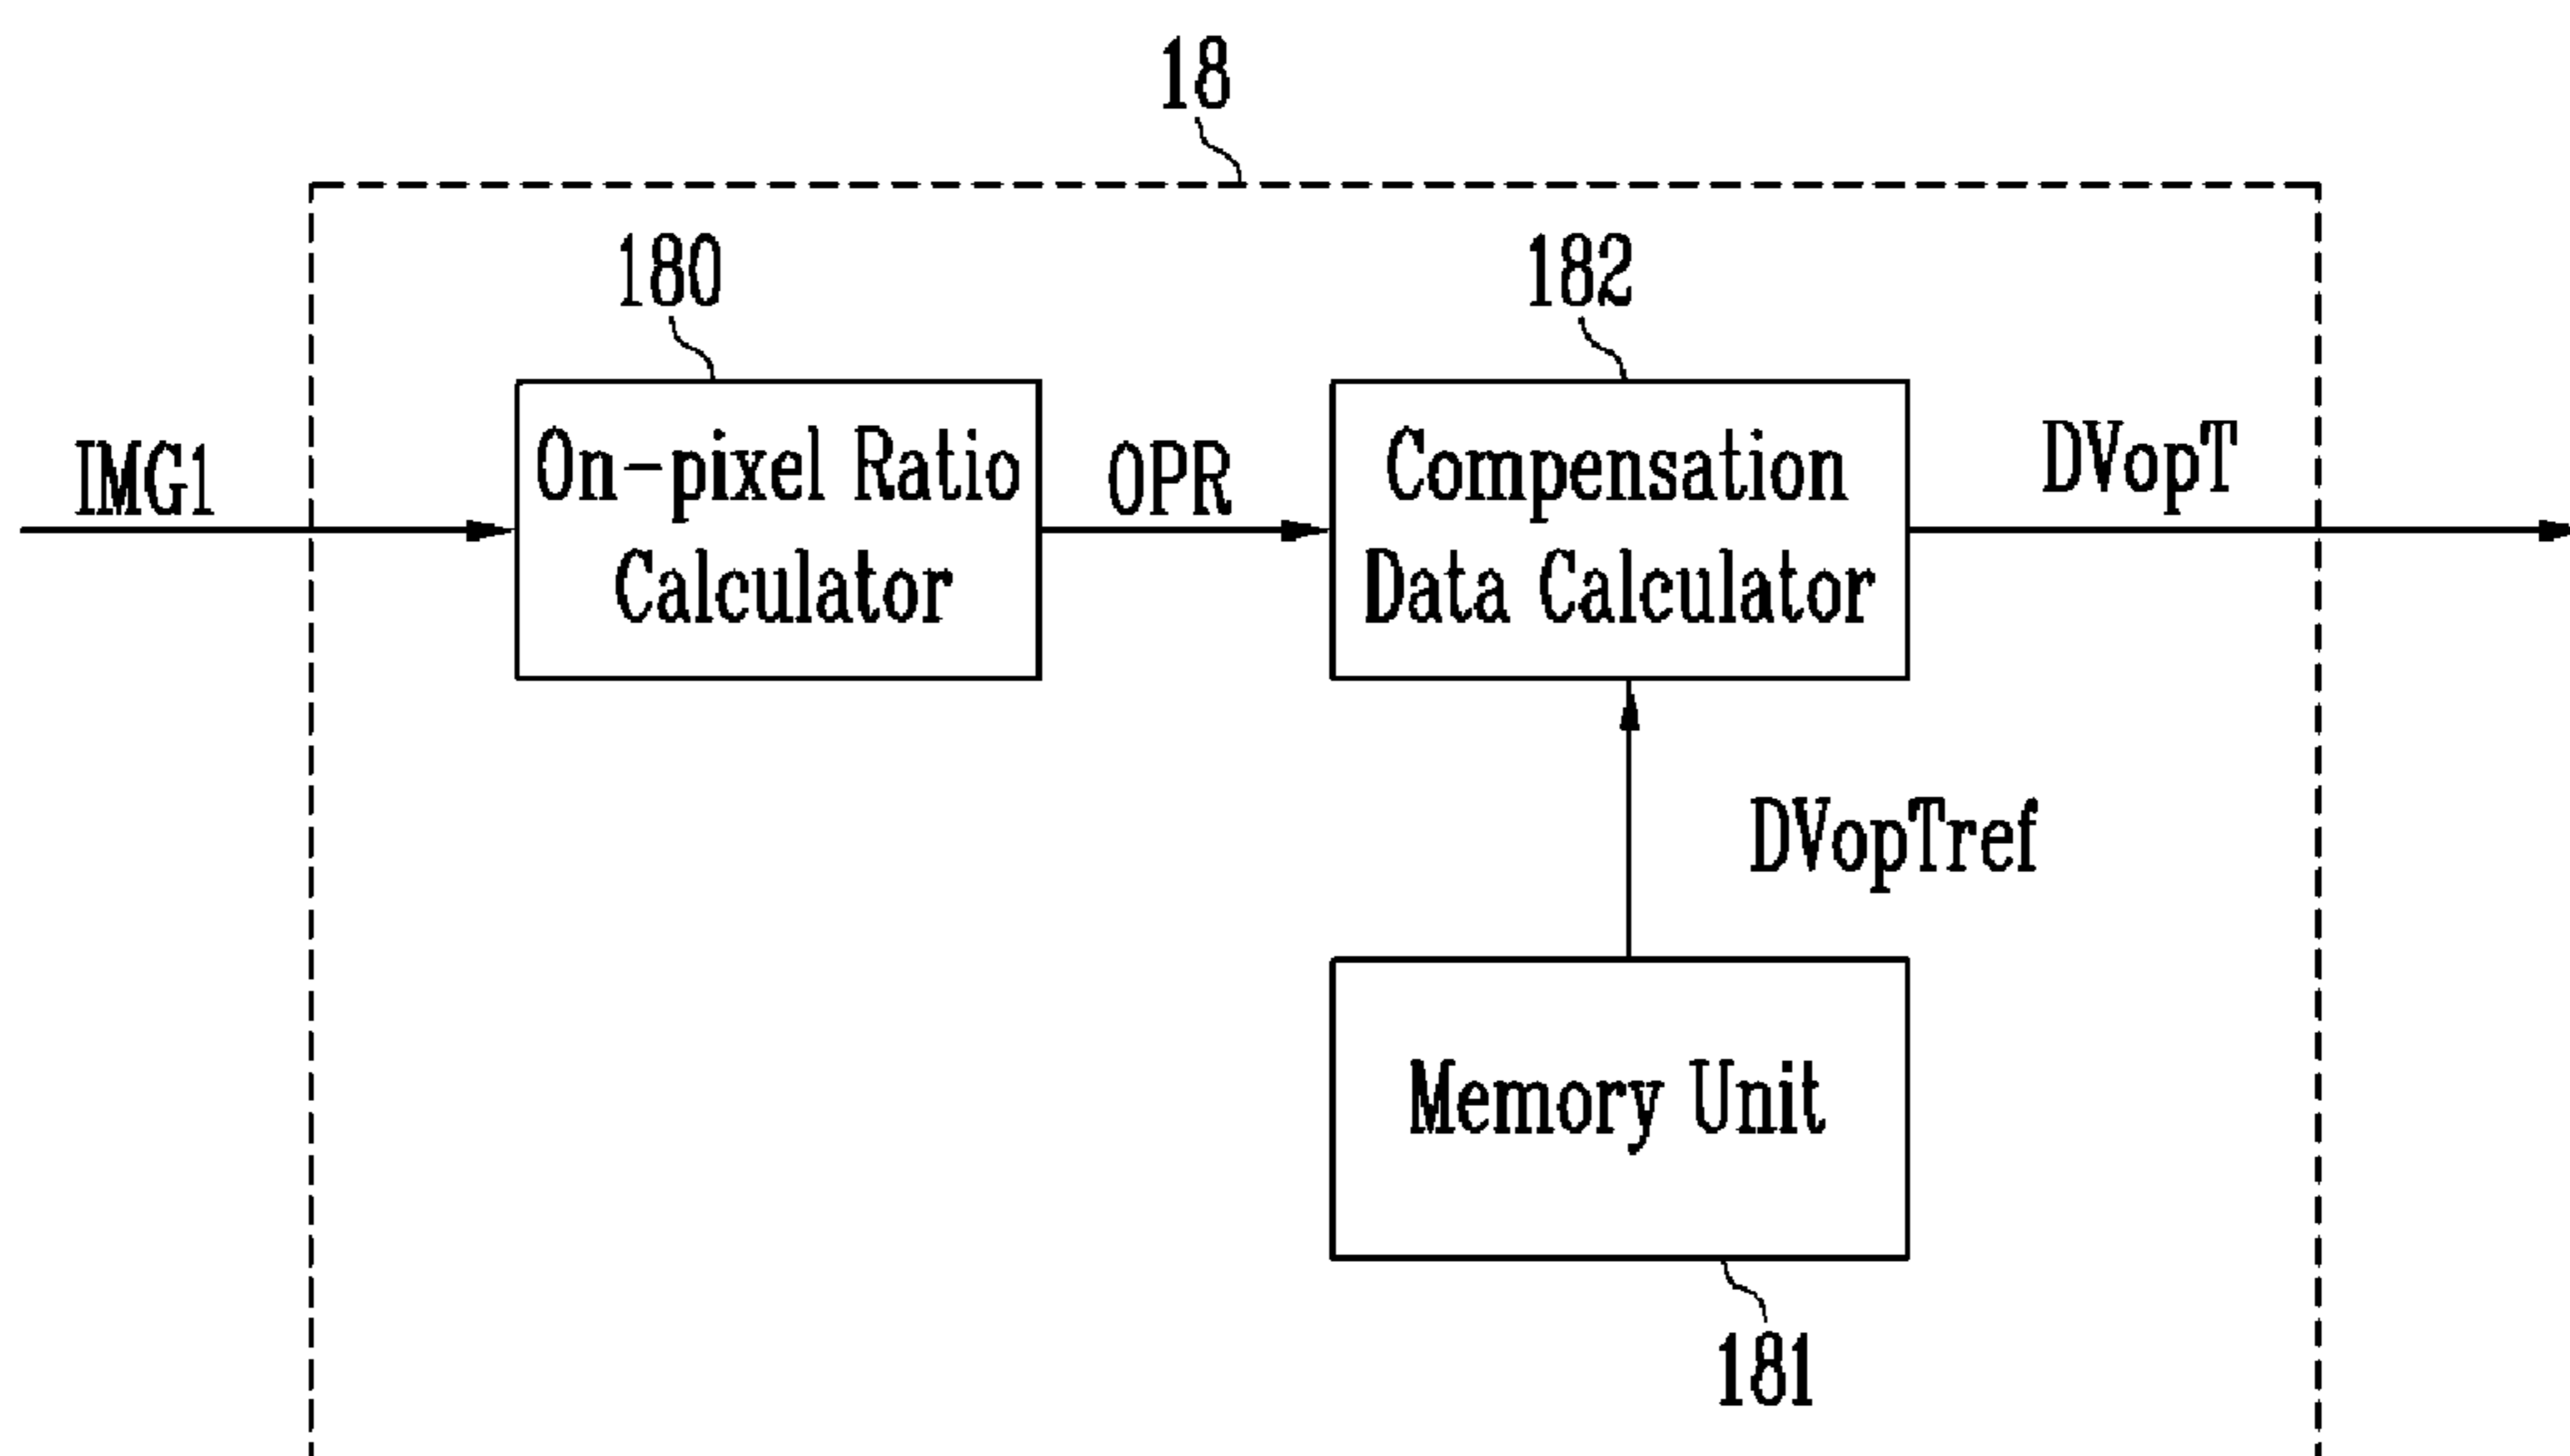 18
180
182
IMG1
On-pixel Ratio
Calculator
OPR
Compensation
Data Calculator
DVopT
DVopTref
Memory Unit
181